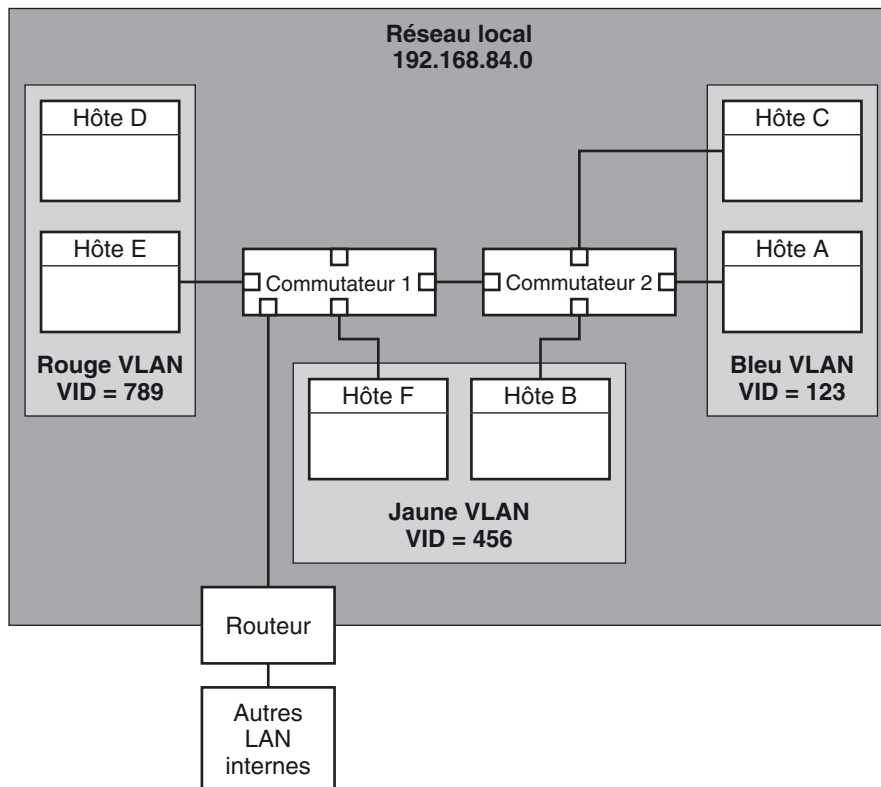 Réseau local
192.168.84.0
Hôte D
Hôte C
Hôte E
Hôte A
Commutateur 1
Commutateur 2
Rouge VLAN
VID = 789
Bleu VLAN
VID = 123
Hôte F
Hôte B
Jaune VLAN
VID = 456
Routeur
Autres
LAN
internes